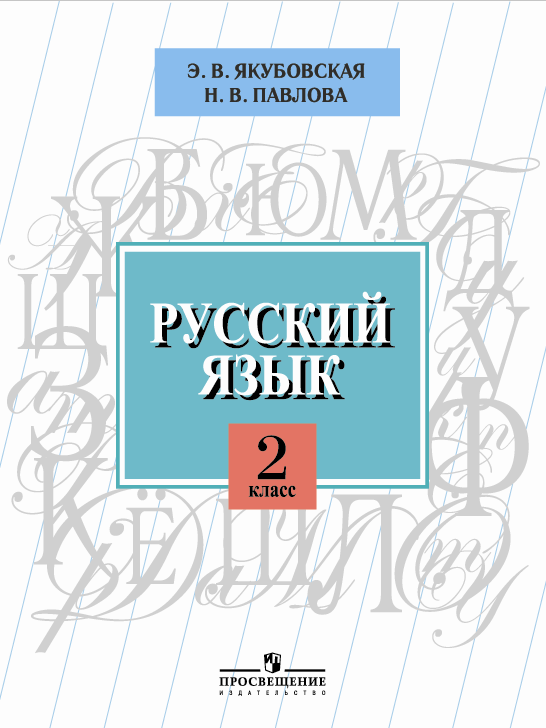 Э. В. ЯКУБОВСКАЯ
Н. В. ПАВЛОВА
РУССКИЙ
ЯЗЫК
2
класс
ПРОСВЕЩЕНИЕ
ИЗДАТЕЛЬСТВО